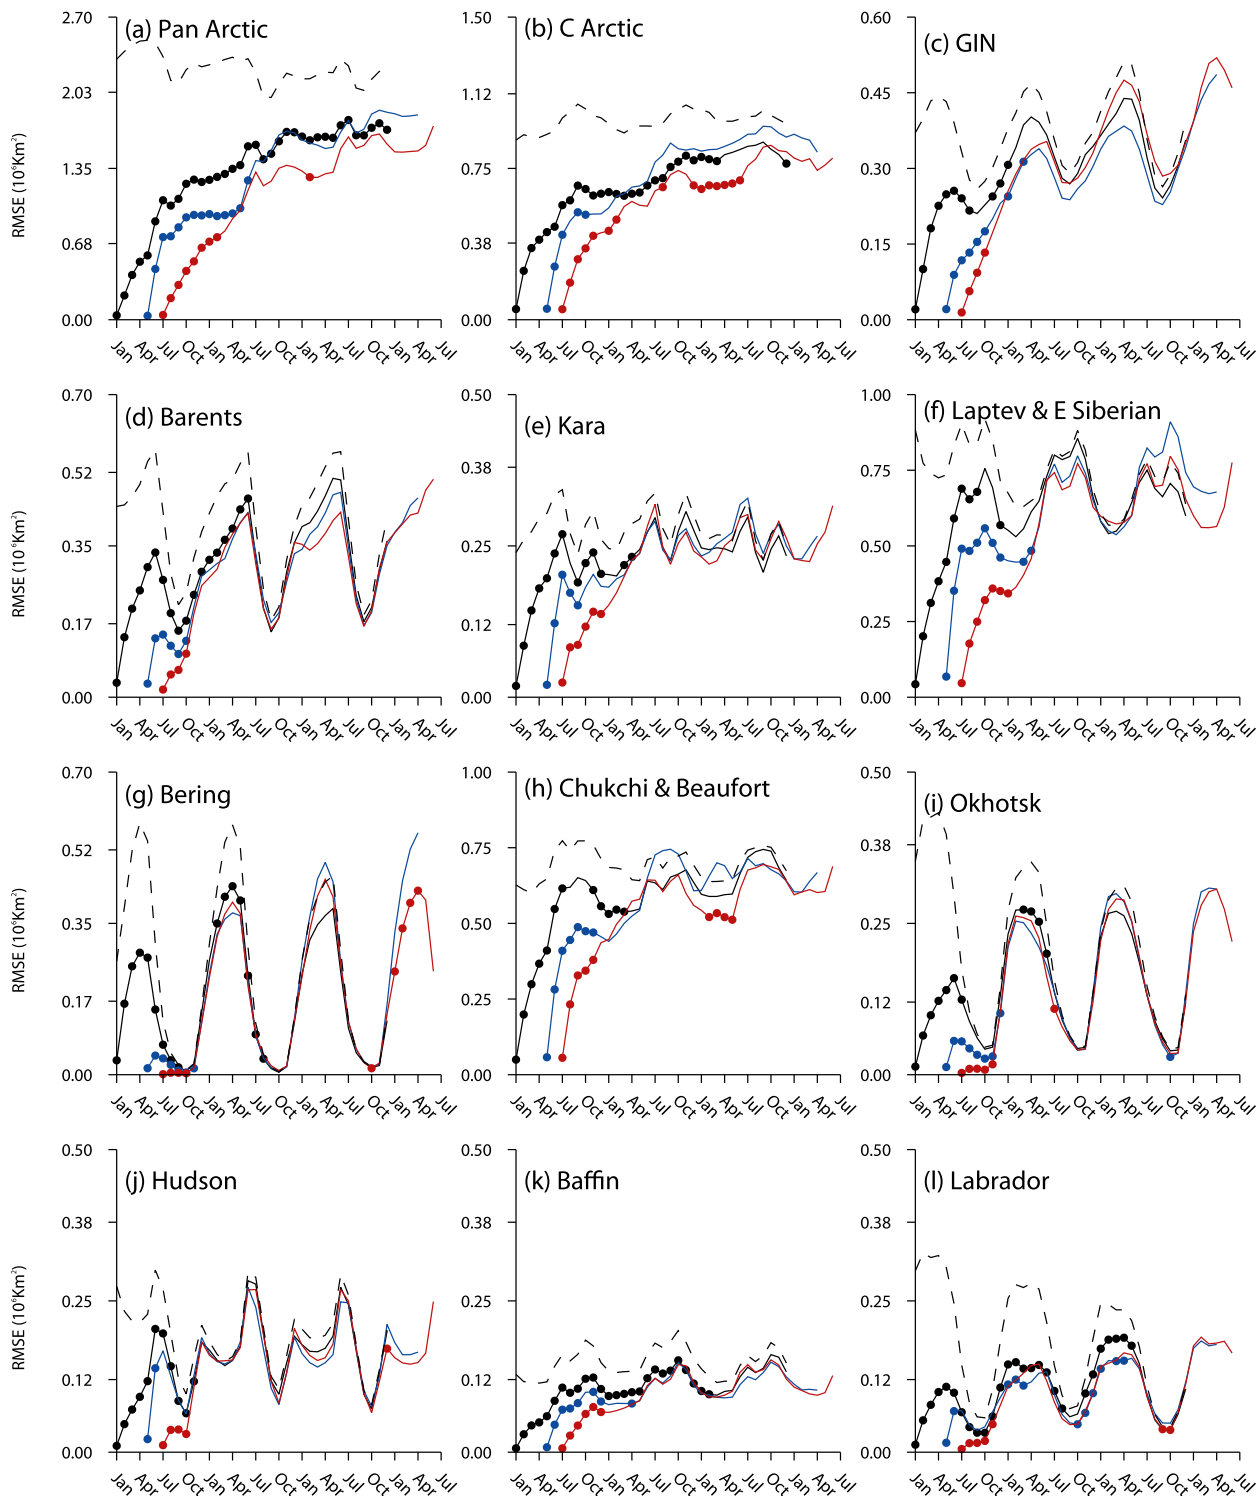 (a) Pan Arctic
2.70
2.03
1.35
0.68
0.00
RMSE (10⁶Km²)
Jan Apr Jul Oct Jan Apr Jul Oct Jan Apr Jul Oct Jan Apr Jul
(b) C Arctic
1.50
1.12
0.75
0.38
0.00
Jan Apr Jul Oct Jan Apr Jul Oct Jan Apr Jul Oct Jan Apr Jul
(c) GIN
0.60
0.45
0.30
0.15
0.00
Jan Apr Jul Oct Jan Apr Jul Oct Jan Apr Jul Oct Jan Apr Jul
(d) Barents
0.70
0.52
0.35
0.17
0.00
RMSE (10⁶Km²)
Jan Apr Jul Oct Jan Apr Jul Oct Jan Apr Jul Oct Jan Apr Jul
(e) Kara
0.50
0.38
0.25
0.12
0.00
Jan Apr Jul Oct Jan Apr Jul Oct Jan Apr Jul Oct Jan Apr Jul
(f) Laptev & E Siberian
1.00
0.75
0.50
0.25
0.00
Jan Apr Jul Oct Jan Apr Jul Oct Jan Apr Jul Oct Jan Apr Jul
(g) Bering
0.70
0.52
0.35
0.17
0.00
RMSE (10⁶Km²)
Jan Apr Jul Oct Jan Apr Jul Oct Jan Apr Jul Oct Jan Apr Jul
(h) Chukchi & Beaufort
1.00
0.75
0.50
0.25
0.00
Jan Apr Jul Oct Jan Apr Jul Oct Jan Apr Jul Oct Jan Apr Jul
(i) Okhotsk
0.50
0.38
0.25
0.12
0.00
Jan Apr Jul Oct Jan Apr Jul Oct Jan Apr Jul Oct Jan Apr Jul
(j) Hudson
0.50
0.38
0.25
0.12
0.00
RMSE (10⁶Km²)
Jan Apr Jul Oct Jan Apr Jul Oct Jan Apr Jul Oct Jan Apr Jul
(k) Baffin
0.50
0.38
0.25
0.12
0.00
Jan Apr Jul Oct Jan Apr Jul Oct Jan Apr Jul Oct Jan Apr Jul
(l) Labrador
0.50
0.38
0.25
0.12
0.00
Jan Apr Jul Oct Jan Apr Jul Oct Jan Apr Jul Oct Jan Apr Jul